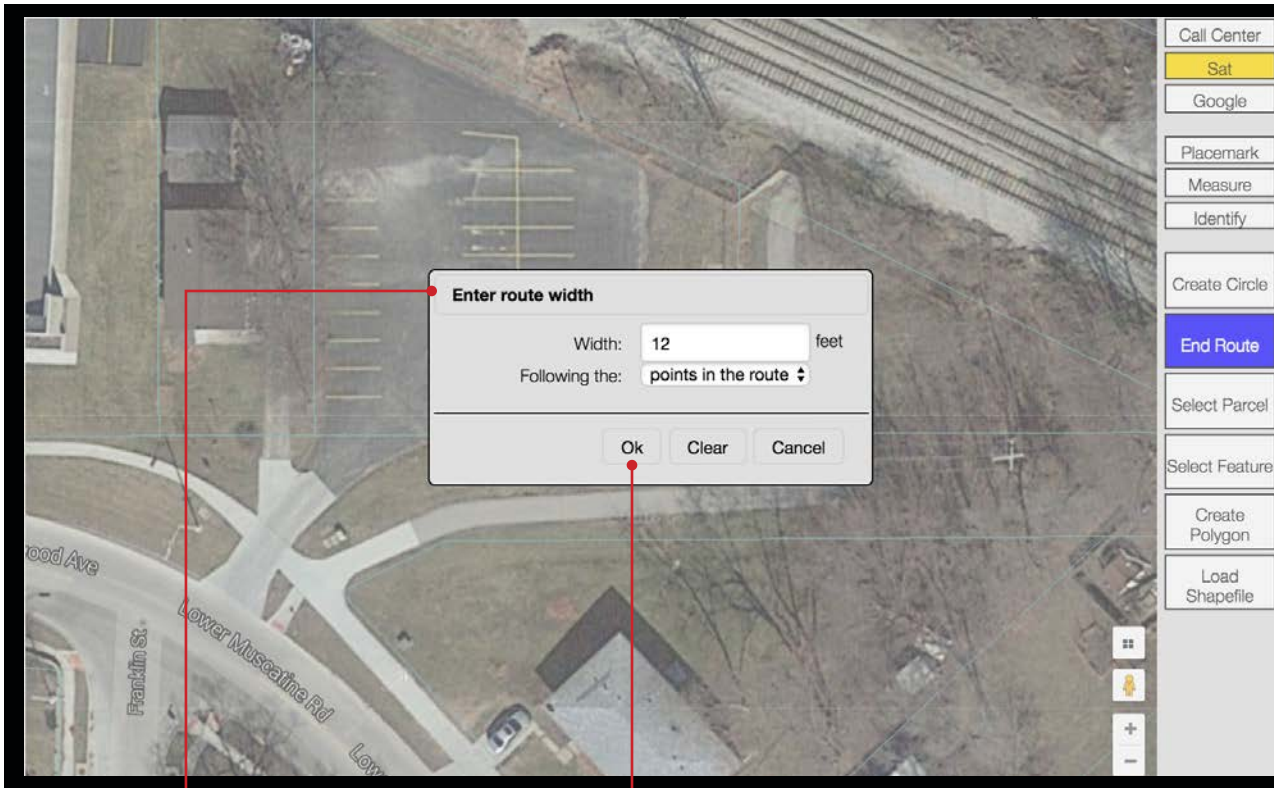 Call Center
Sat
Google
Placemark
Measure
Identify
Create Circle
End Route
Select Parcel
Select Feature
Create
Polygon
Load
Shapefile
Enter route width
Width: 12 feet
Following the: points in the route
Ok Clear Cancel
ood Ave
Lower Muscatine Rd
Franklin St
Low
+
−